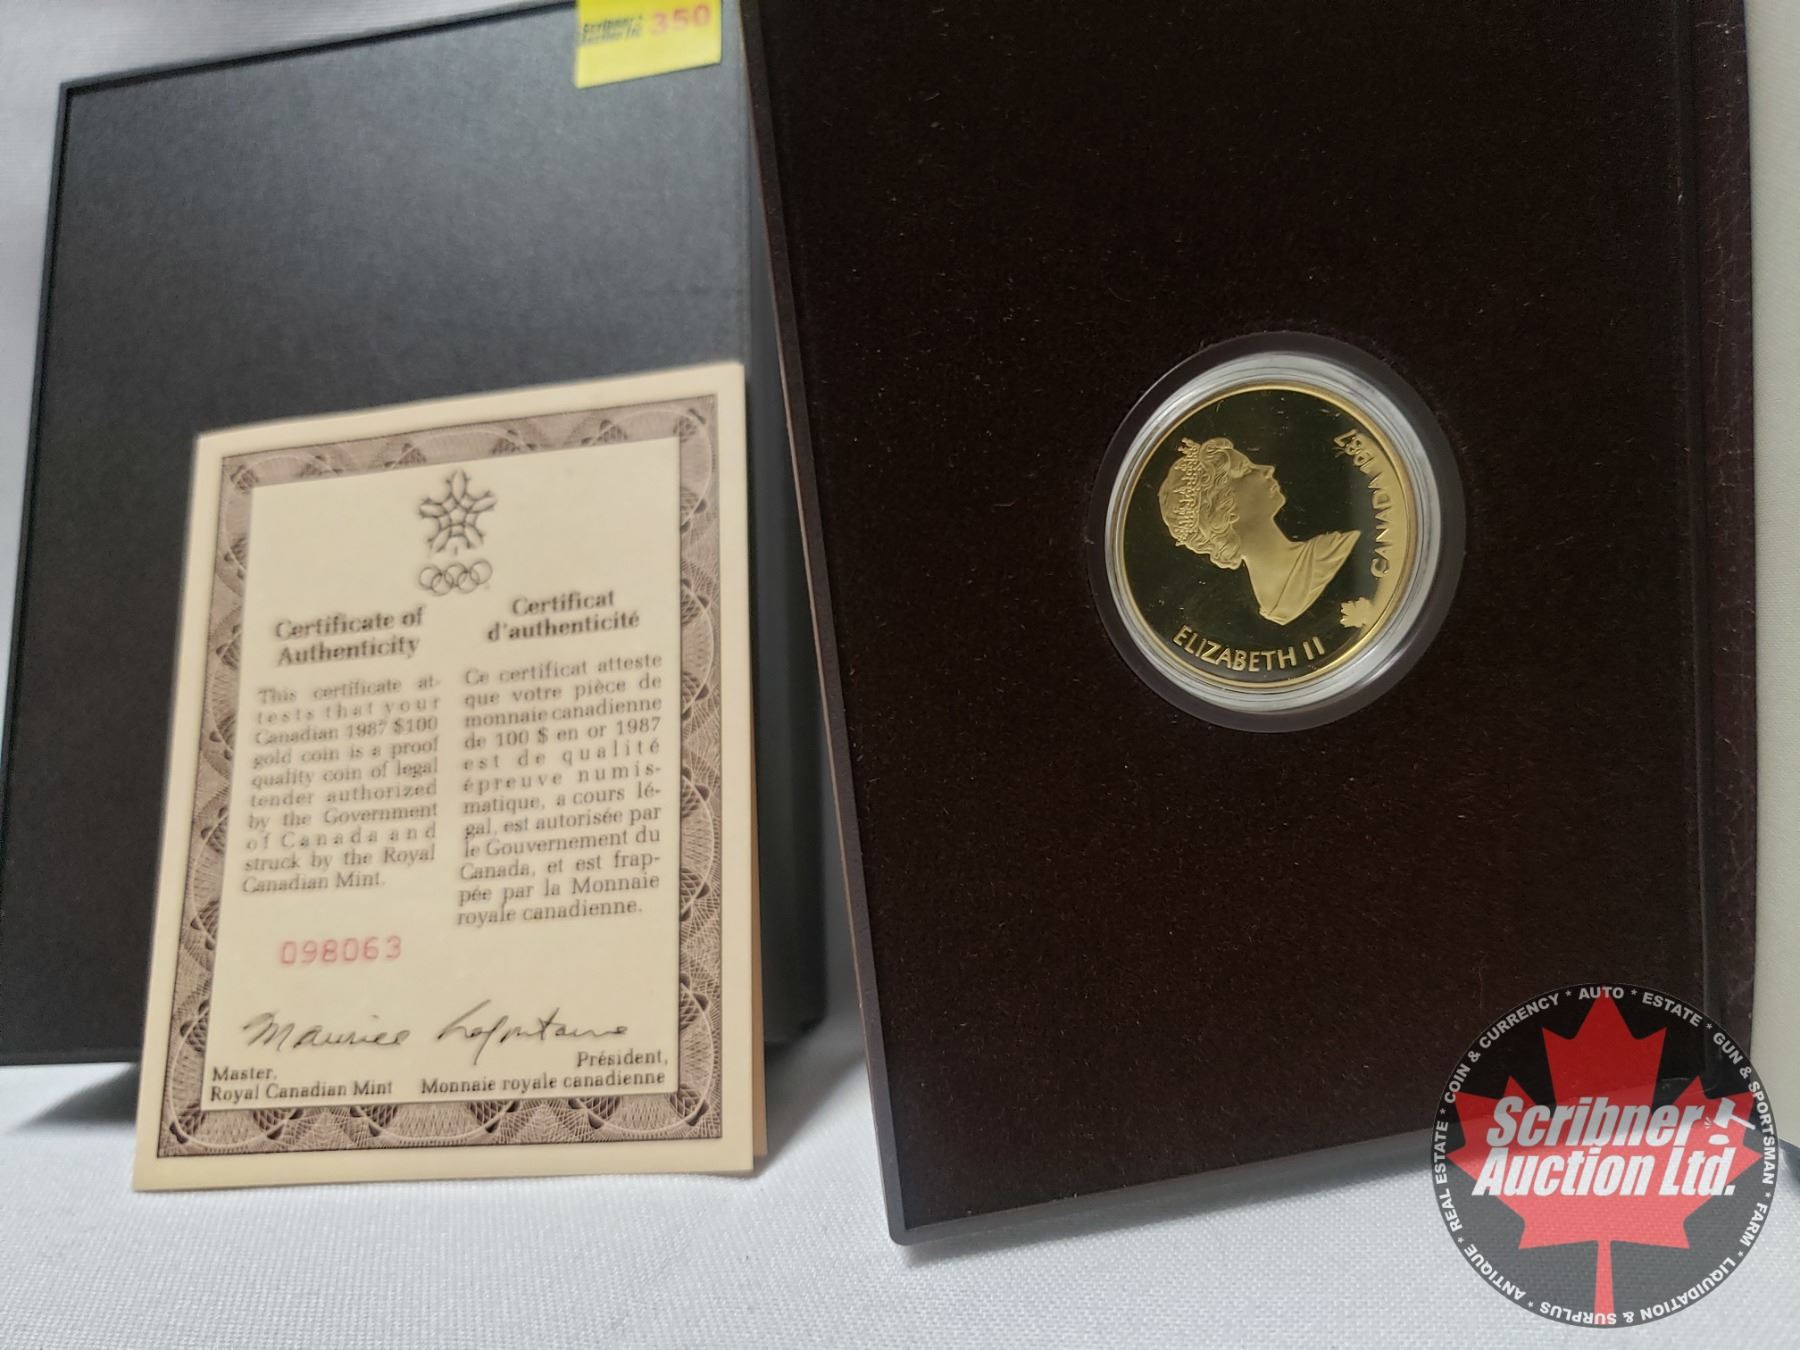 Scribner's
Auction Ltd. 350
Certificate of
Authenticity
This certificate at-
tests that your
Canadian 1987 $100
gold coin is a proof
quality coin of legal
tender authorized
by the Government
of Canada and
struck by the Royal
Canadian Mint.
098063
Certificat
d'authenticité
Ce certificat atteste
que votre pièce de
monnaie canadienne
de 100 $ en or 1987
est de qualité
épreuve numis-
matique, a cours lé-
gal, est autorisée par
le Gouvernement du
Canada, et est frap-
pée par la Monnaie
royale canadienne.
Maurice Lafontaine
Master,
Royal Canadian Mint
Président,
Monnaie royale canadienne
ELIZABETH II
CANADA 1987
Scribner
Auction Ltd.
REAL ESTATE * COIN & CURRENCY * AUTO * ESTATE * GUN & SPORTSMAN * FARM * LIQUIDATION & SURPLUS * ANTIQUE *